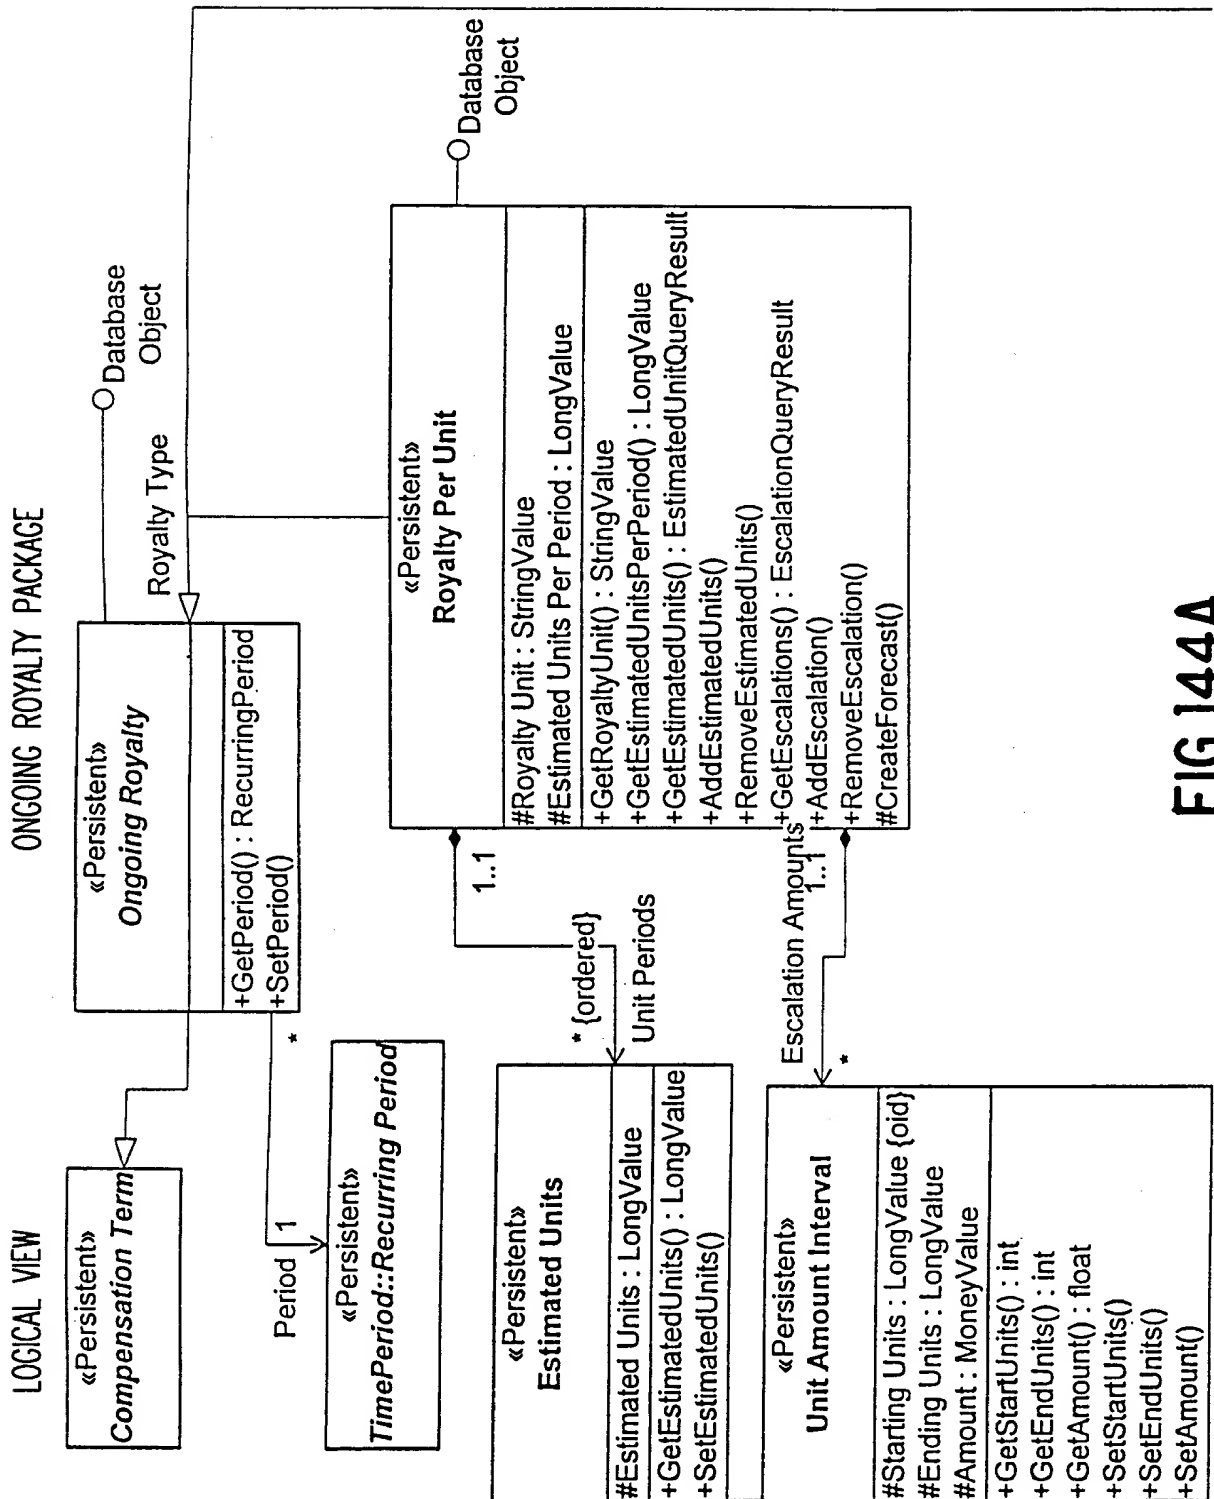 LOGICAL VIEW
ONGOING ROYALTY PACKAGE
«Persistent»
Compensation Term
«Persistent»
Ongoing Royalty
+GetPeriod() : RecurringPeriod
+SetPeriod()
Database
Object
Royalty Type
Period
1
*
«Persistent»
TimePeriod::Recurring Period
«Persistent»
Royalty Per Unit
#Royalty Unit : StringValue
#Estimated Units Per Period : LongValue
+GetRoyaltyUnit() : StringValue
+GetEstimatedUnitsPerPeriod() : LongValue
+GetEstimatedUnits() : EstimatedUnitQueryResult
+AddEstimatedUnits()
+RemoveEstimatedUnits()
+GetEscalations() : EscalationQueryResult
+AddEscalation()
+RemoveEscalation()
#CreateForecast()
Database
Object
1..1
* {ordered}
Unit Periods
«Persistent»
Estimated Units
#Estimated Units : LongValue
+GetEstimatedUnits() : LongValue
+SetEstimatedUnits()
Escalation Amounts
1..1
*
«Persistent»
Unit Amount Interval
#Starting Units : LongValue {oid}
#Ending Units : LongValue
#Amount : MoneyValue
+GetStartUnits() : int
+GetEndUnits() : int
+GetAmount() : float
+SetStartUnits()
+SetEndUnits()
+SetAmount()
FIG 144A